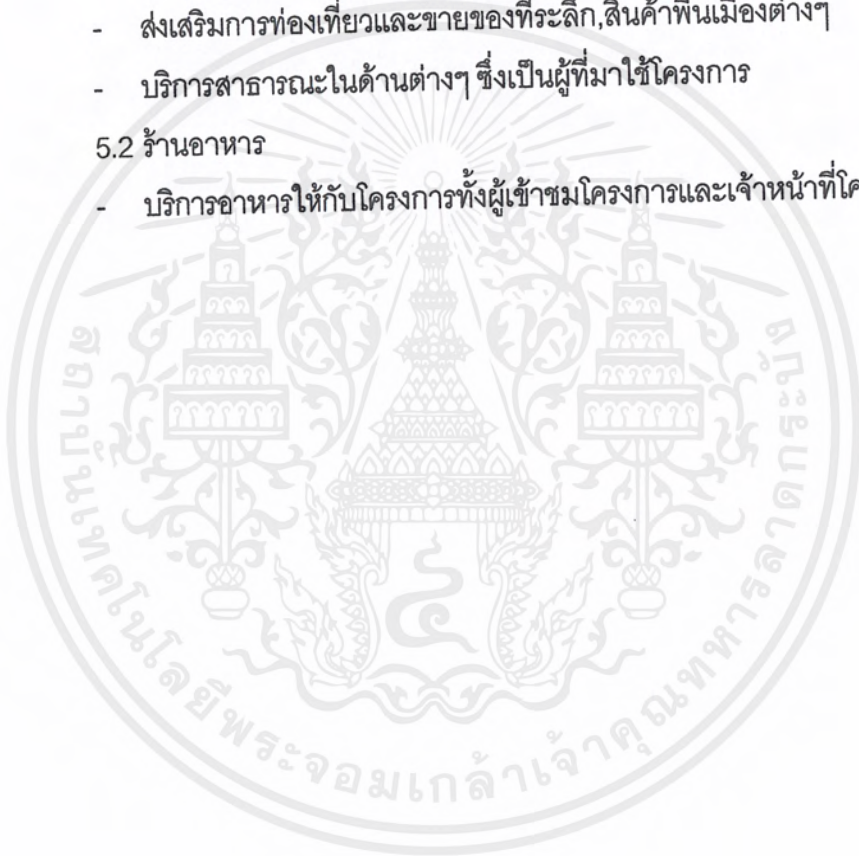 - ส่งเสริมการท่องเที่ยวและขายของที่ระลึก,สินค้าพื้นเมืองต่างๆ
- บริการสาธารณะในด้านต่างๆ ซึ่งเป็นผู้ที่มาใช้โครงการ
5.2 ร้านอาหาร
- บริการอาหารให้กับโครงการทั้งผู้เข้าชมโครงการและเจ้าหน้าที่โค
สถาบันเทคโนโลยีพระจอมเกล้าเจ้าคุณทหารลาดกระบัง
๔